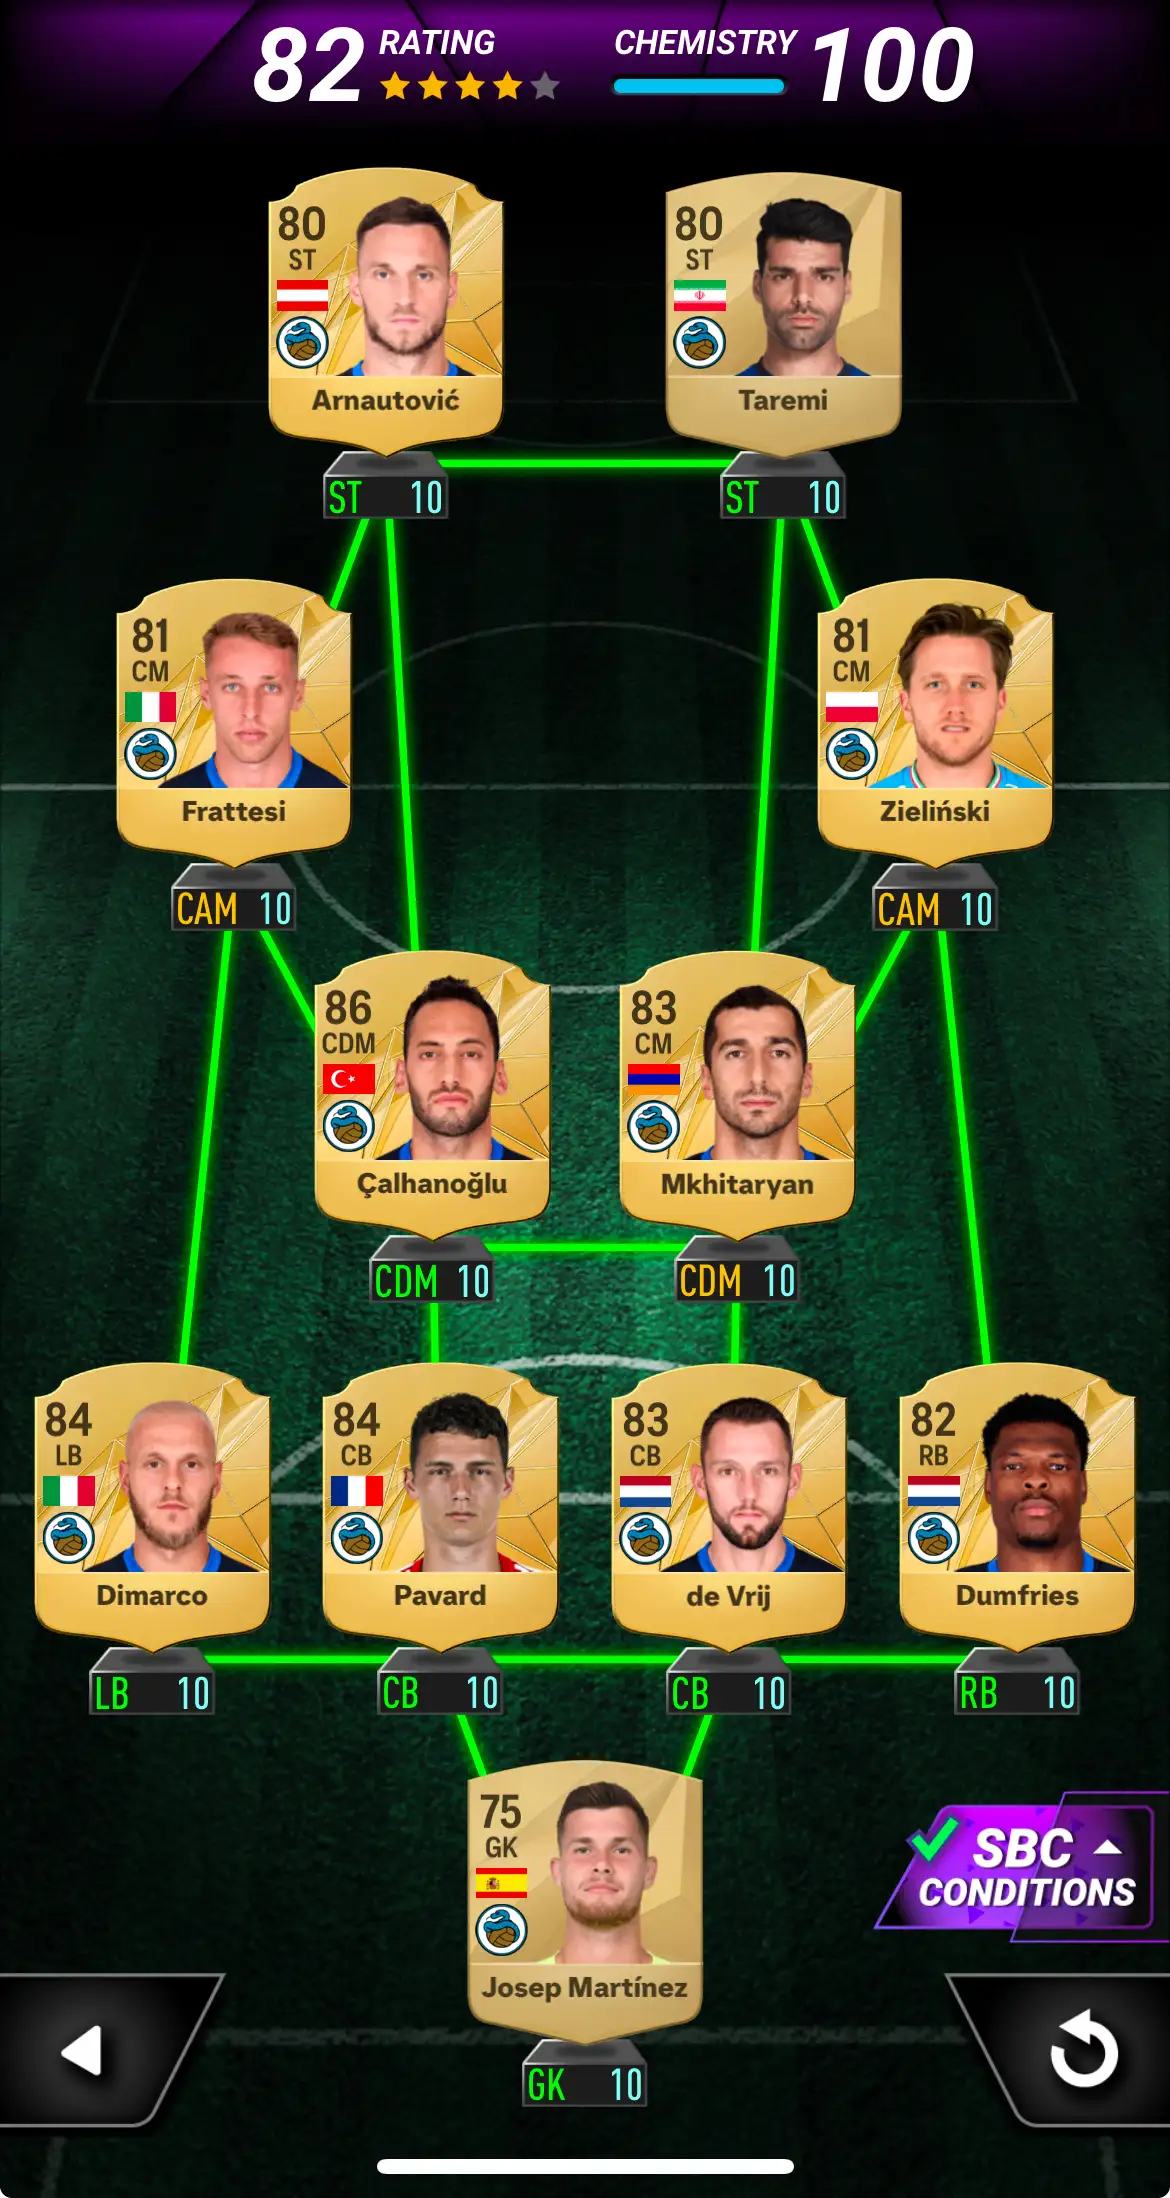 82 RATING CHEMISTRY 100
80
ST
Arnautović
ST 10
80
ST
Taremi
ST 10
81
CM
Frattesi
CAM 10
81
CM
Zieliński
CAM 10
86
CDM
Çalhanoğlu
CDM 10
83
CM
Mkhitaryan
CDM 10
84
LB
Dimarco
LB 10
84
CB
Pavard
CB 10
83
CB
de Vrij
CB 10
82
RB
Dumfries
RB 10
75
GK
Josep Martínez
GK 10
SBC
CONDITIONS